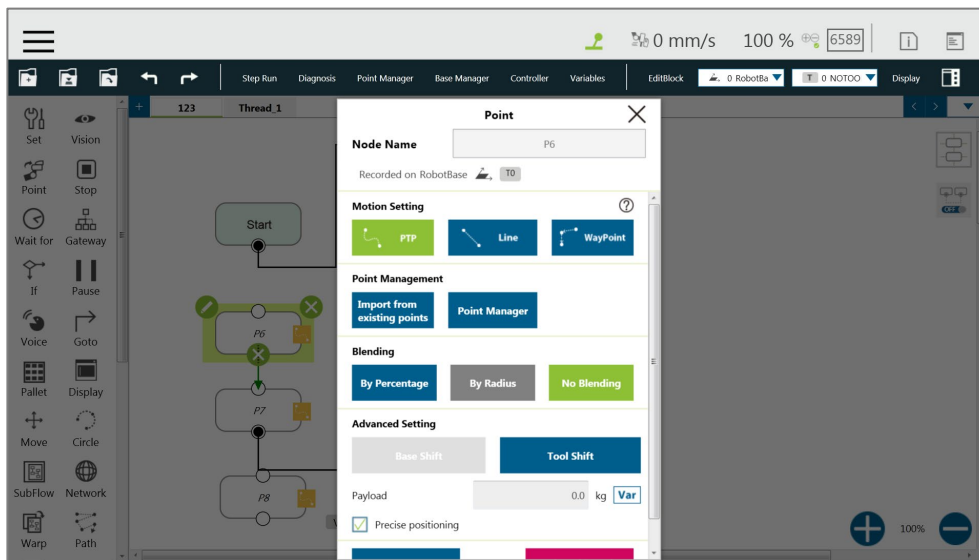 0 mm/s 100 % 6589
Step Run Diagnosis Point Manager Base Manager Controller Variables EditBlock 0 RobotBa T 0 NOTOO Display
123 Thread_1
Set Vision
Point Stop
Wait for Gateway
If Pause
Voice Goto
Pallet Display
Move Circle
SubFlow Network
Warp Path
Start
P6
P7
P8
Point
Node Name P6
Recorded on RobotBase T0
Motion Setting
PTP Line WayPoint
Point Management
Import from
existing points
Point Manager
Blending
By Percentage By Radius No Blending
Advanced Setting
Base Shift Tool Shift
Payload 0.0 kg Var
Precise positioning
OFF
100%